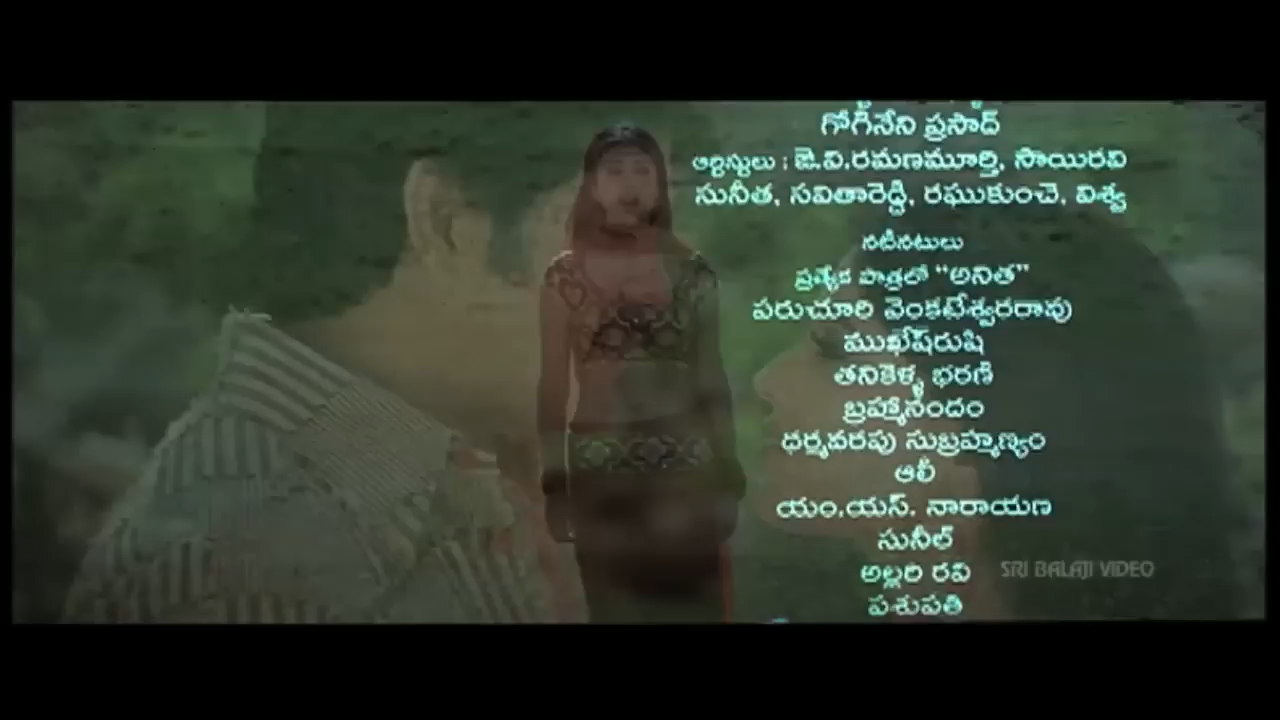 గోగినేని ప్రసాద్
ఆర్టిస్టులు : జె.వి.రమణమూర్తి, సాయిరవి
సునీత, సవితారెడ్డి, రఘుకుంచె, విశ్వ
నటీనటులు
ప్రత్యేక పాత్రలో "అనిత"
పరుచూరి వెంకటేశ్వరరావు
ముఖేష్‌రుషి
తనికెళ్ళ భరణి
బ్రహ్మానందం
ధర్మవరపు సుబ్రహ్మణ్యం
ఆలీ
యం.యస్. నారాయణ
సునీల్
అల్లరి రవి
పశుపతి
SRI BALAJI VIDEO